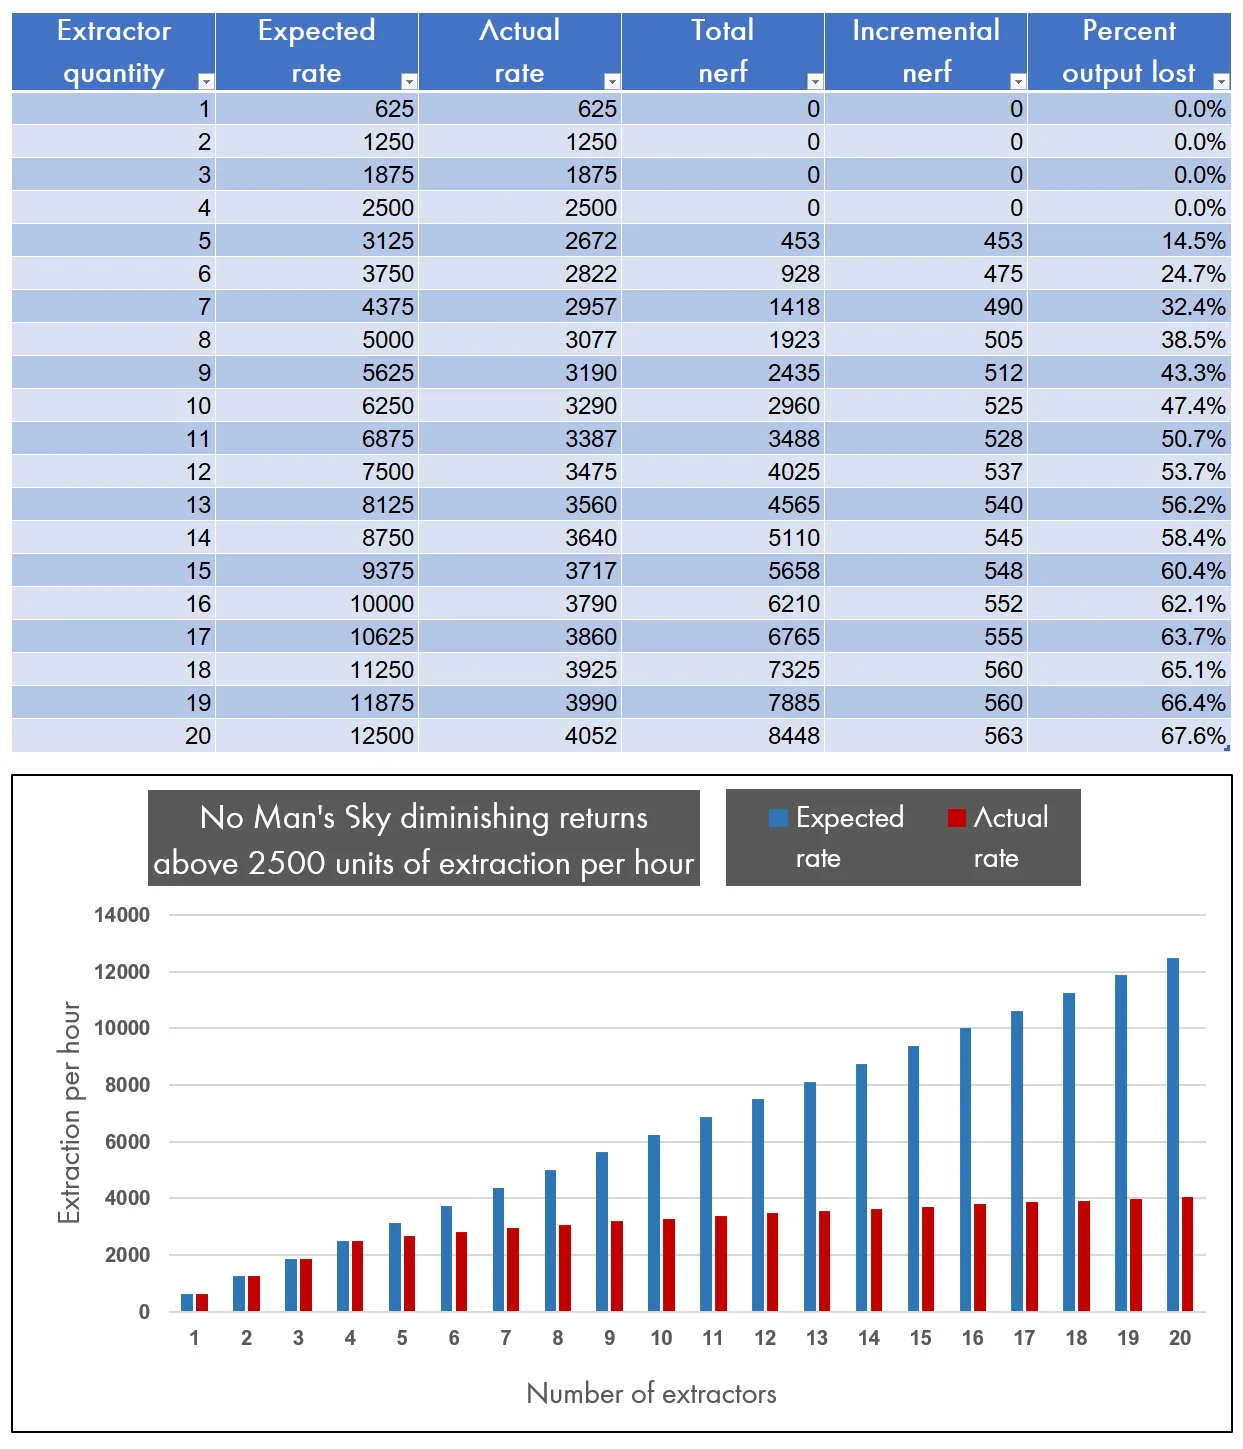 Extractor quantity Expected rate Actual rate Total nerf Incremental nerf Percent output lost
1 625 625 0 0 0.0%
2 1250 1250 0 0 0.0%
3 1875 1875 0 0 0.0%
4 2500 2500 0 0 0.0%
5 3125 2672 453 453 14.5%
6 3750 2822 928 475 24.7%
7 4375 2957 1418 490 32.4%
8 5000 3077 1923 505 38.5%
9 5625 3190 2435 512 43.3%
10 6250 3290 2960 525 47.4%
11 6875 3387 3488 528 50.7%
12 7500 3475 4025 537 53.7%
13 8125 3560 4565 540 56.2%
14 8750 3640 5110 545 58.4%
15 9375 3717 5658 548 60.4%
16 10000 3790 6210 552 62.1%
17 10625 3860 6765 555 63.7%
18 11250 3925 7325 560 65.1%
19 11875 3990 7885 560 66.4%
20 12500 4052 8448 563 67.6%
No Man's Sky diminishing returns
above 2500 units of extraction per hour
Expected rate
Actual rate
Extraction per hour
14000
12000
10000
8000
6000
4000
2000
0
1 2 3 4 5 6 7 8 9 10 11 12 13 14 15 16 17 18 19 20
Number of extractors